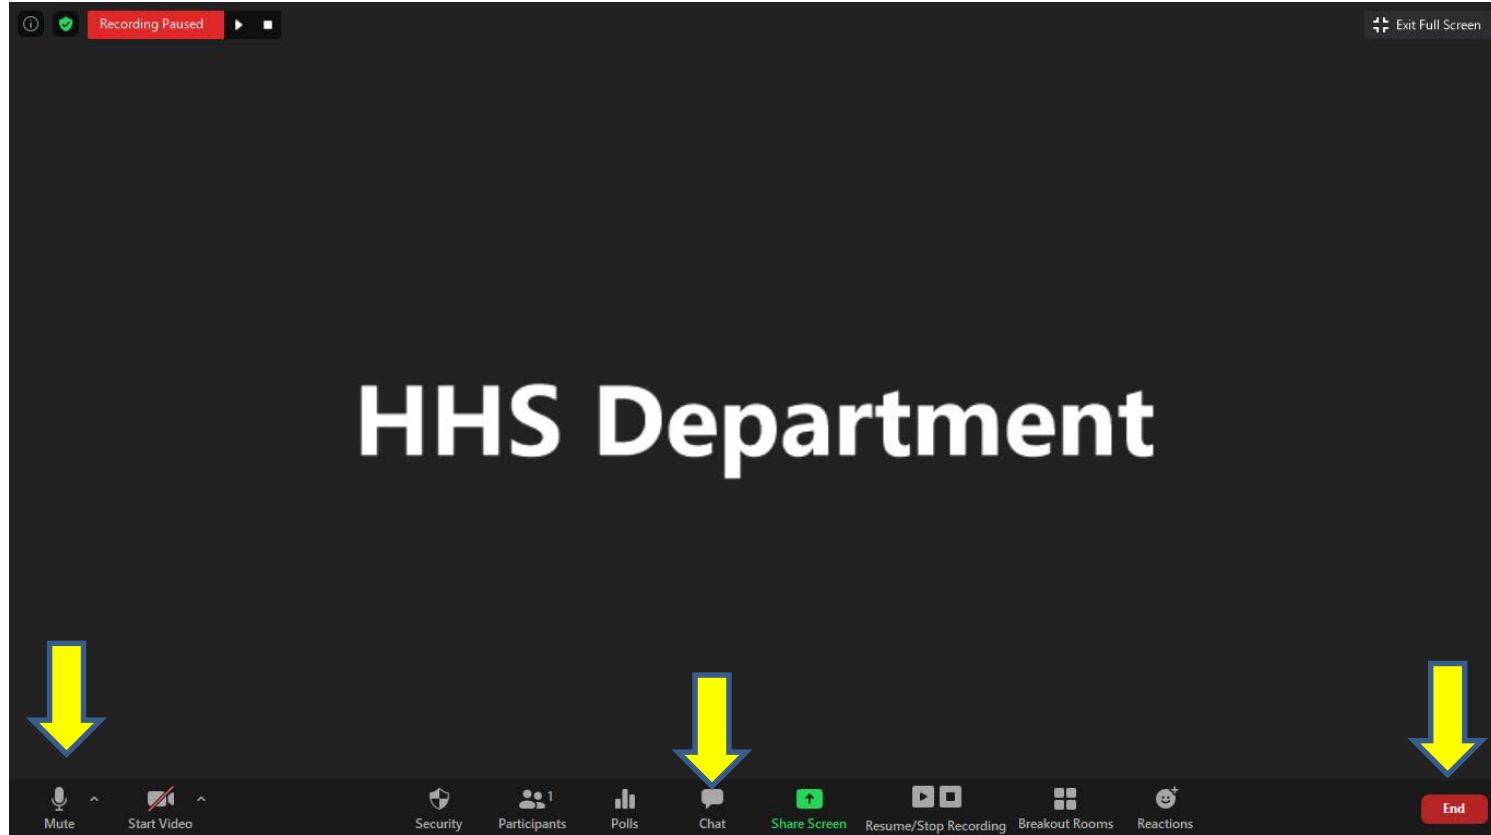 Recording Paused
Exit Full Screen
HHS Department
Mute
Start Video
Security
Participants
1
Polls
Chat
Share Screen
Resume/Stop Recording
Breakout Rooms
Reactions
End